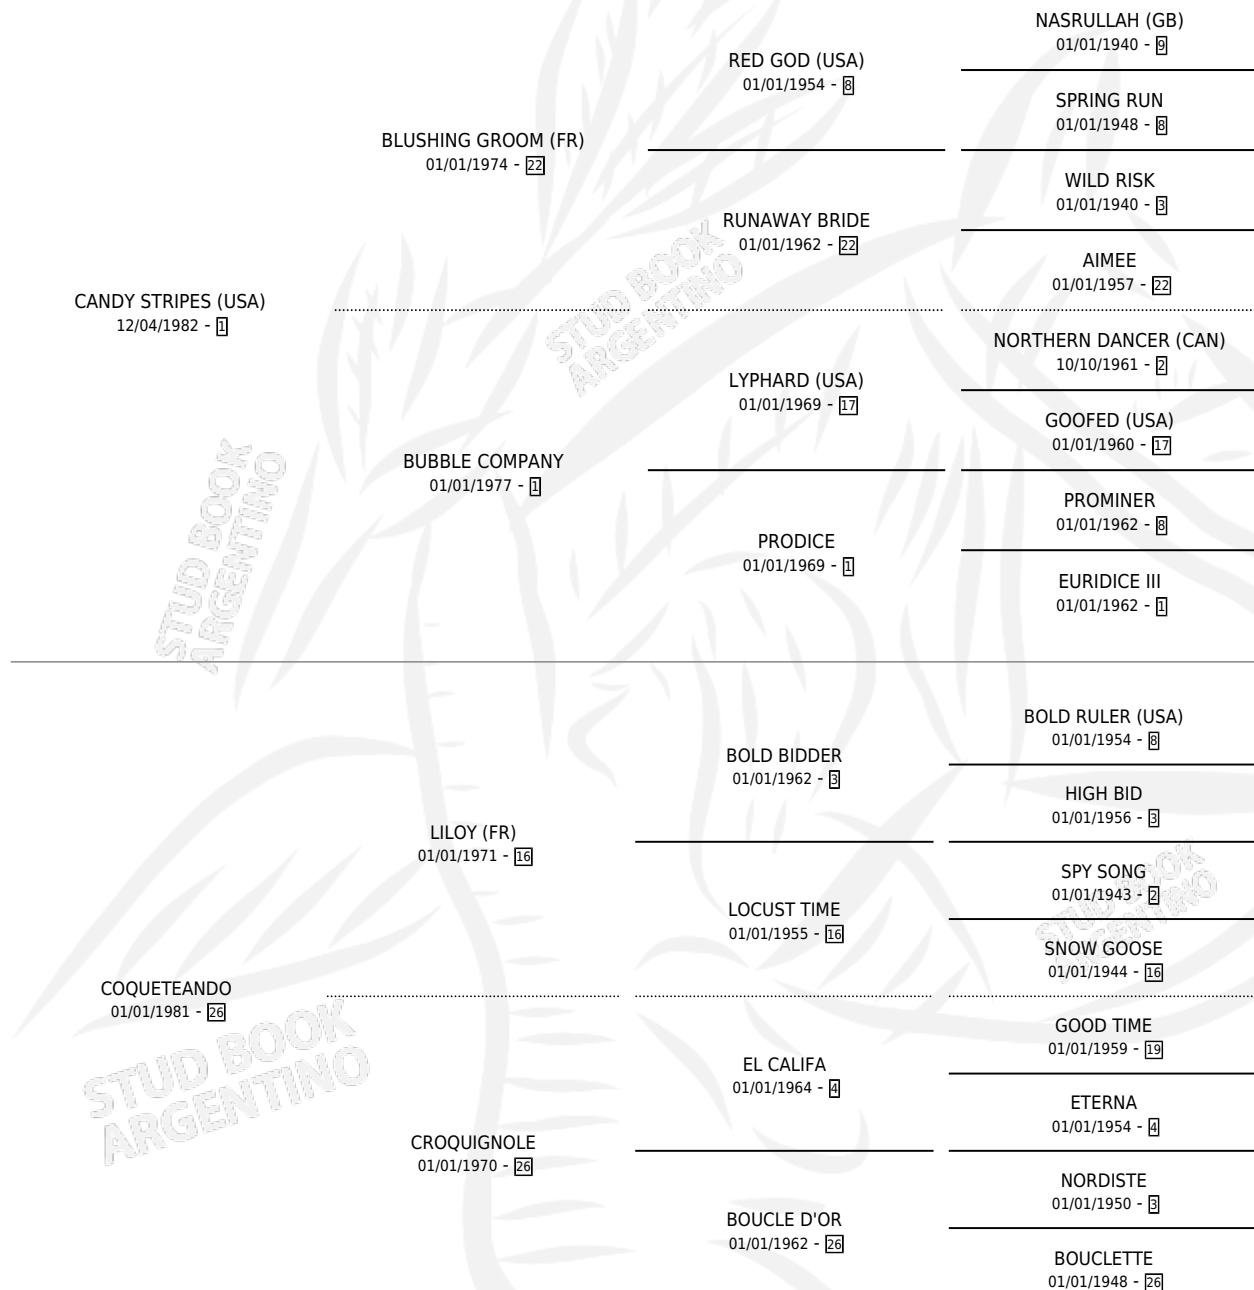 NASRULLAH (GB)
01/01/1940 - 9
RED GOD (USA)
01/01/1954 - 8
SPRING RUN
01/01/1948 - 8
BLUSHING GROOM (FR)
01/01/1974 - 22
WILD RISK
01/01/1940 - 3
RUNAWAY BRIDE
01/01/1962 - 22
AIMEE
01/01/1957 - 22
CANDY STRIPES (USA)
12/04/1982 - 1
STUD BOOK
ARGENTINO
NORTHERN DANCER (CAN)
10/10/1961 - 2
LYPHARD (USA)
01/01/1969 - 17
GOOFED (USA)
01/01/1960 - 17
BUBBLE COMPANY
01/01/1977 - 1
PROMINER
01/01/1962 - 8
PRODICE
01/01/1969 - 1
EURIDICE III
01/01/1962 - 1
STUD BOOK
ARGENTINO
BOLD RULER (USA)
01/01/1954 - 8
BOLD BIDDER
01/01/1962 - 3
HIGH BID
01/01/1956 - 3
LILOY (FR)
01/01/1971 - 16
SPY SONG
01/01/1943 - 2
LOCUST TIME
01/01/1955 - 16
SNOW GOOSE
01/01/1944 - 16
STUD BOOK
ARGENTINO
COQUETEANDO
01/01/1981 - 26
GOOD TIME
01/01/1959 - 19
EL CALIFA
01/01/1964 - 4
ETERNA
01/01/1954 - 4
STUD BOOK
ARGENTINO
CROQUIGNOLE
01/01/1970 - 26
NORDISTE
01/01/1950 - 3
BOUCLE D'OR
01/01/1962 - 26
BOUCLETTE
01/01/1948 - 26